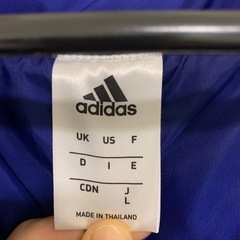 adidas
UK US F
D I E
CDN J
L
MADE IN THAILAND